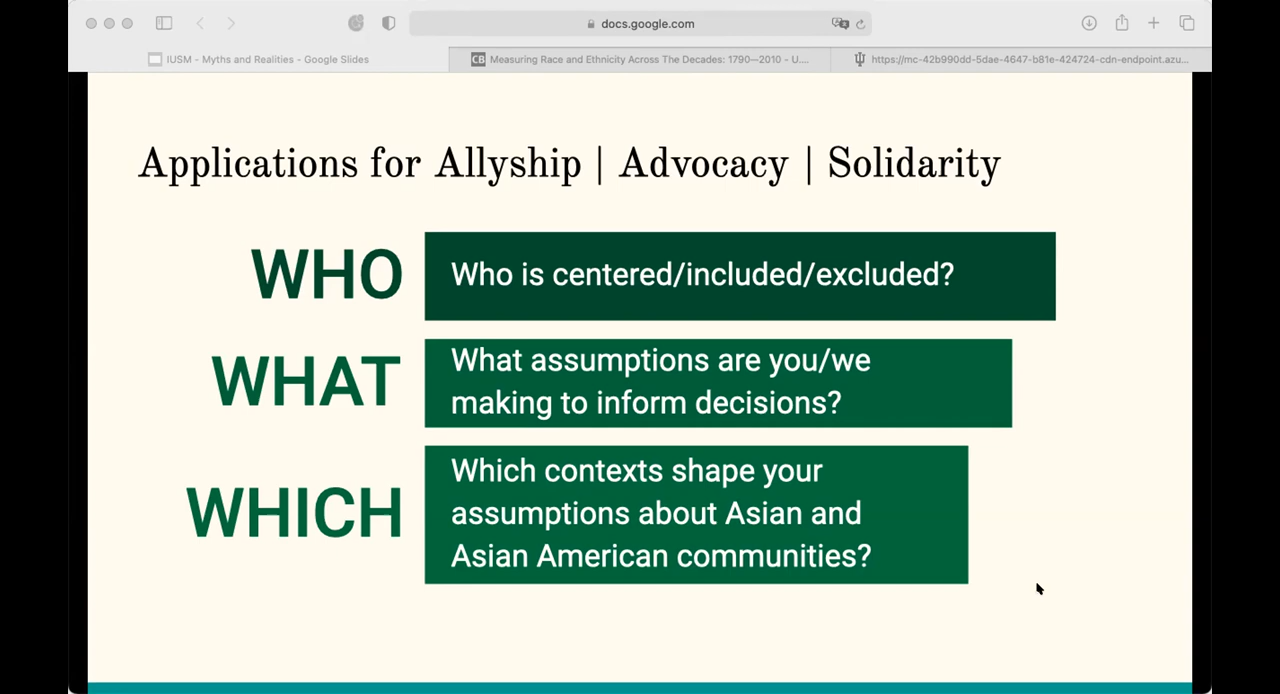 docs.google.com
IUSM - Myths and Realities - Google Slides
CB Measuring Race and Ethnicity Across The Decades: 1790—2010 - U....
https://mc-42b990dd-5dae-4647-b81e-424724-cdn-endpoint.azu...
Applications for Allyship | Advocacy | Solidarity
WHO
Who is centered/included/excluded?
WHAT
What assumptions are you/we
making to inform decisions?
WHICH
Which contexts shape your
assumptions about Asian and
Asian American communities?